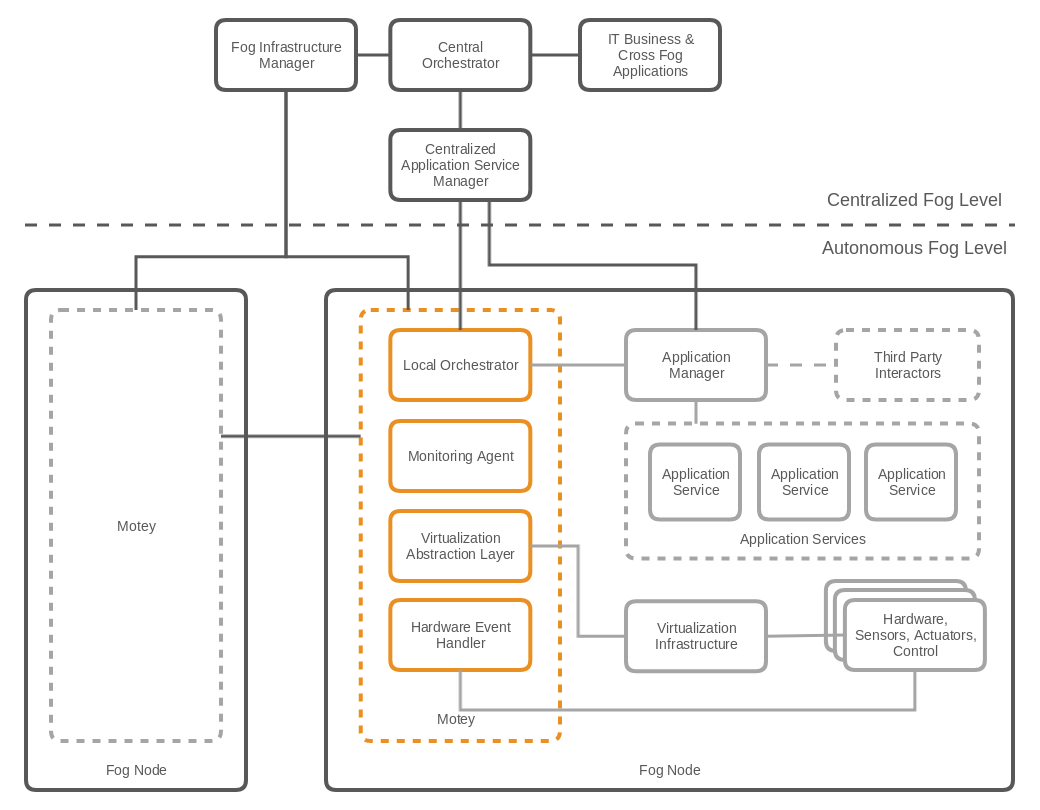 Fog Infrastructure
Manager
Central
Orchestrator
IT Business &
Cross Fog
Applications
Centralized
Application Service
Manager
Centralized Fog Level
Autonomous Fog Level
Motey
Fog Node
Local Orchestrator
Monitoring Agent
Virtualization
Abstraction Layer
Hardware Event
Handler
Motey
Application
Manager
Third Party
Interactors
Application
Service
Application
Service
Application
Service
Application Services
Virtualization
Infrastructure
Hardware,
Sensors, Actuators,
Control
Fog Node